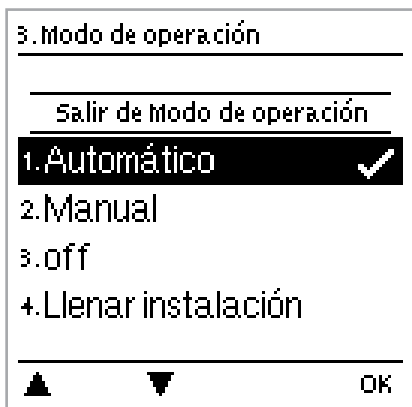 3.Modo de operación
Salir de Modo de operación
1.Automático
2.Manual
3.off
4.Llenar instalación
OK